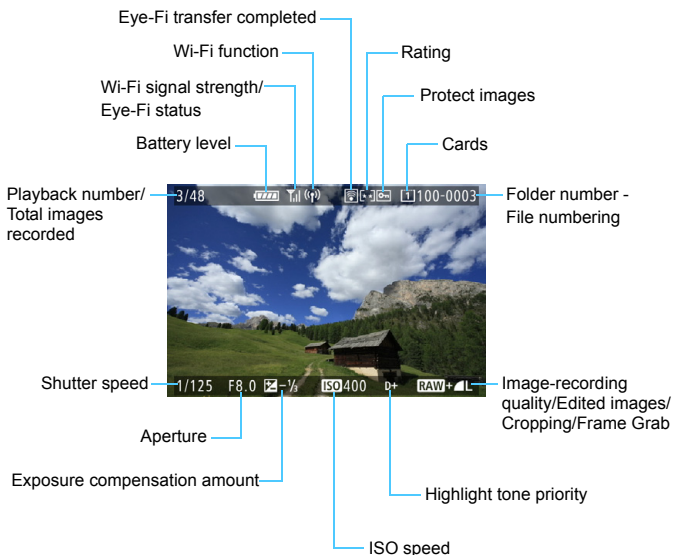 Eye-Fi transfer completed
Wi-Fi function
Rating
Wi-Fi signal strength/
Eye-Fi status
Protect images
Battery level
Cards
Playback number/
Total images
recorded
3/48
1 100-0003
Folder number -
File numbering
Shutter speed
1/125 F8.0 -1/3 ISO 400 D+ RAW+L
Image-recording
quality/Edited images/
Cropping/Frame Grab
Aperture
Exposure compensation amount
Highlight tone priority
ISO speed